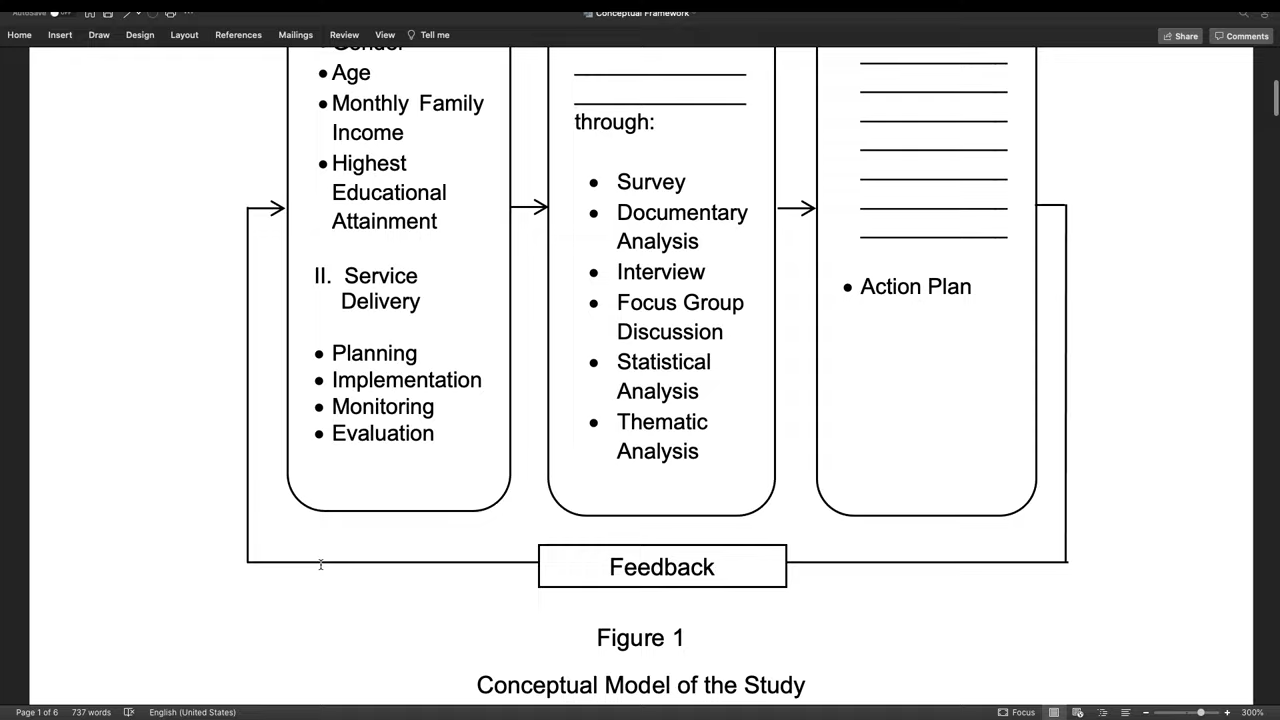 AutoSave OFF
Conceptual Framework
Home Insert Draw Design Layout References Mailings Review View Tell me
Share Comments
Gender
• Age
• Monthly Family
Income
• Highest
Educational
Attainment
II. Service
Delivery
• Planning
• Implementation
• Monitoring
• Evaluation
through:
• Survey
• Documentary
Analysis
• Interview
• Focus Group
Discussion
• Statistical
Analysis
• Thematic
Analysis
• Action Plan
Feedback
Figure 1
Conceptual Model of the Study
Page 1 of 6 737 words English (United States) Focus 300%